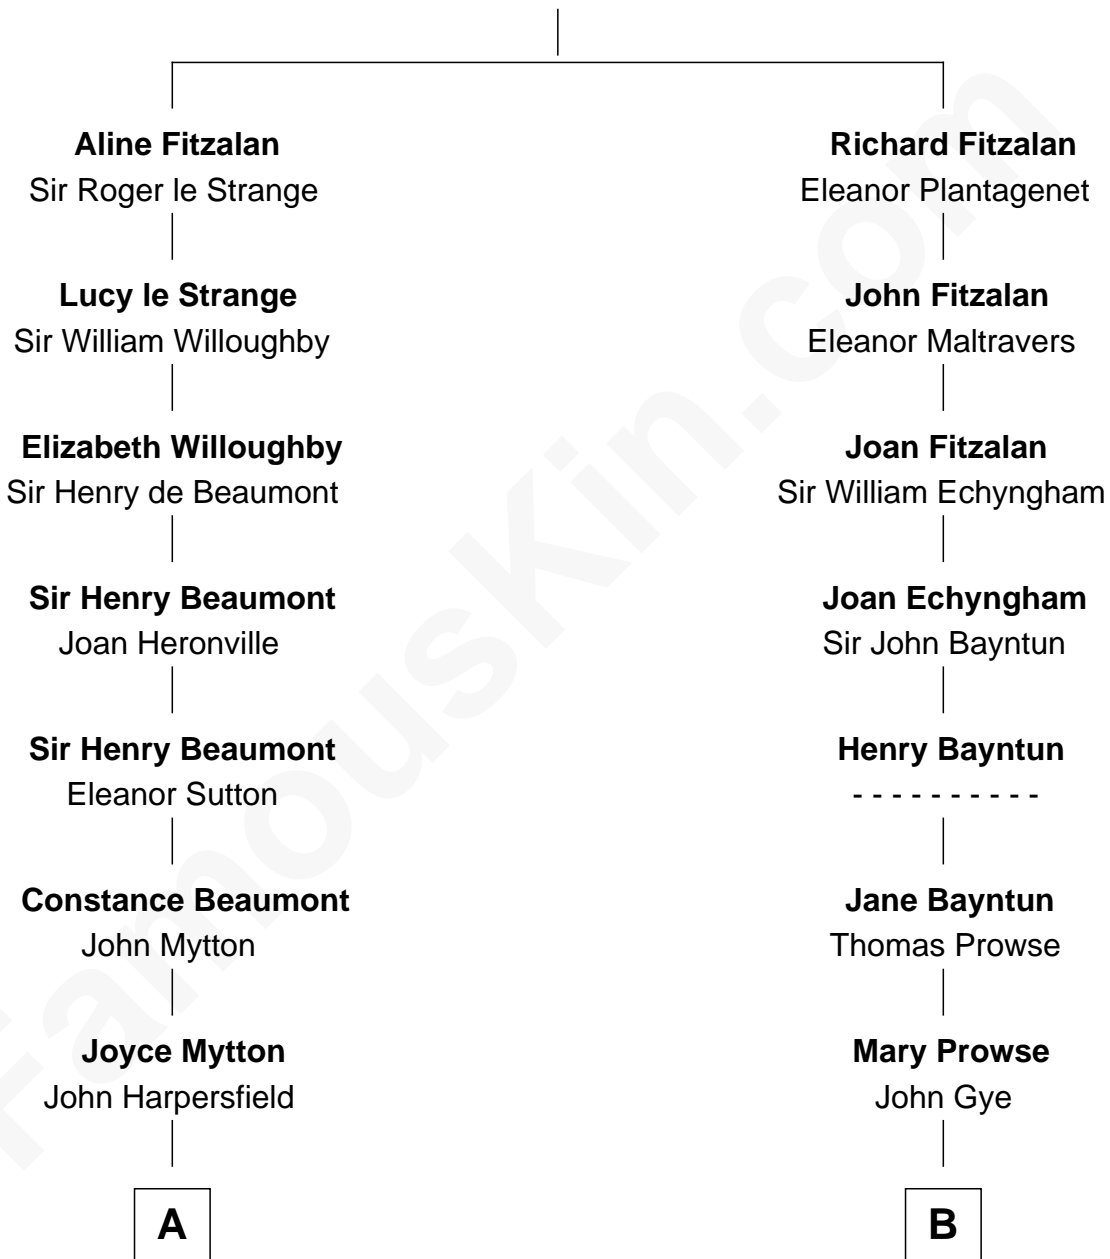 Aline Fitzalan
Sir Roger le Strange
Lucy le Strange
Sir William Willoughby
Elizabeth Willoughby
Sir Henry de Beaumont
Sir Henry Beaumont
Joan Heronville
Sir Henry Beaumont
Eleanor Sutton
Constance Beaumont
John Mytton
Joyce Mytton
John Harpersfield
A
Richard Fitzalan
Eleanor Plantagenet
John Fitzalan
Eleanor Maltravers
Joan Fitzalan
Sir William Echyngham
Joan Echyngham
Sir John Bayntun
Henry Bayntun
- - - - - - - - - -
Jane Bayntun
Thomas Prowse
Mary Prowse
John Gye
B
FamousKin.com